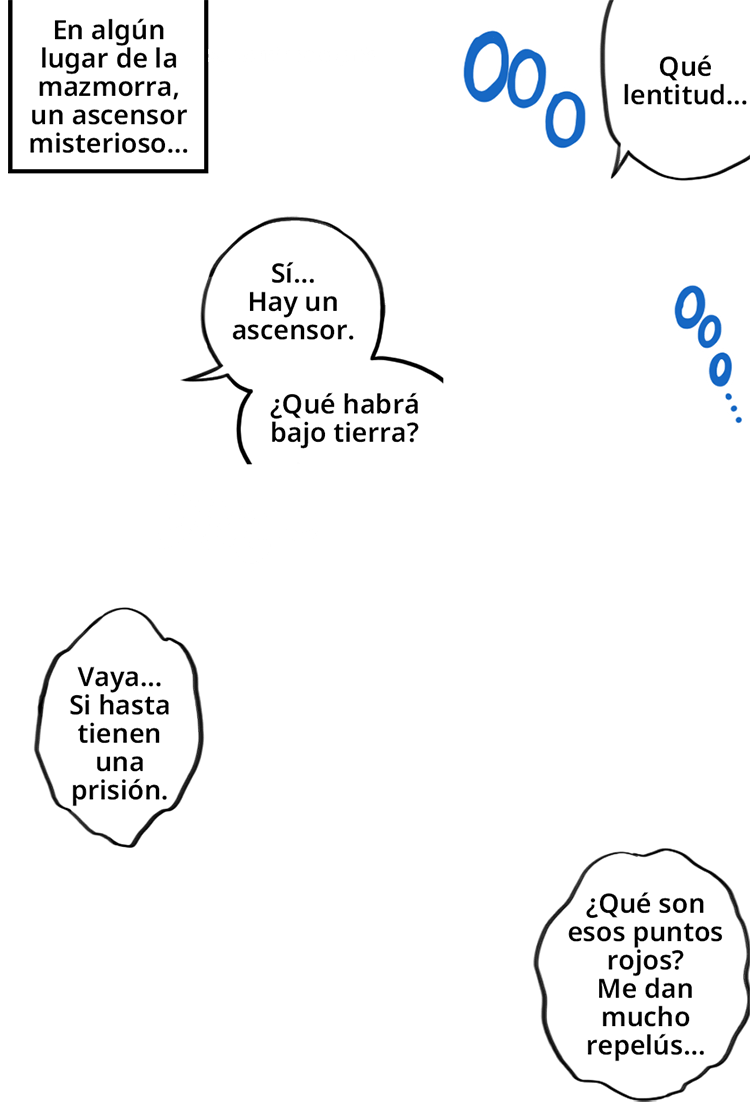 En algún
lugar de la
mazmorra,
un ascensor
misterioso...
OOO
Qué
lentitud...
Sí...
Hay un
ascensor.
¿Qué habrá
bajo tierra?
OOO...
Vaya...
Si hasta
tienen
una
prisión.
¿Qué son
esos puntos
rojos?
Me dan
mucho
repelús...